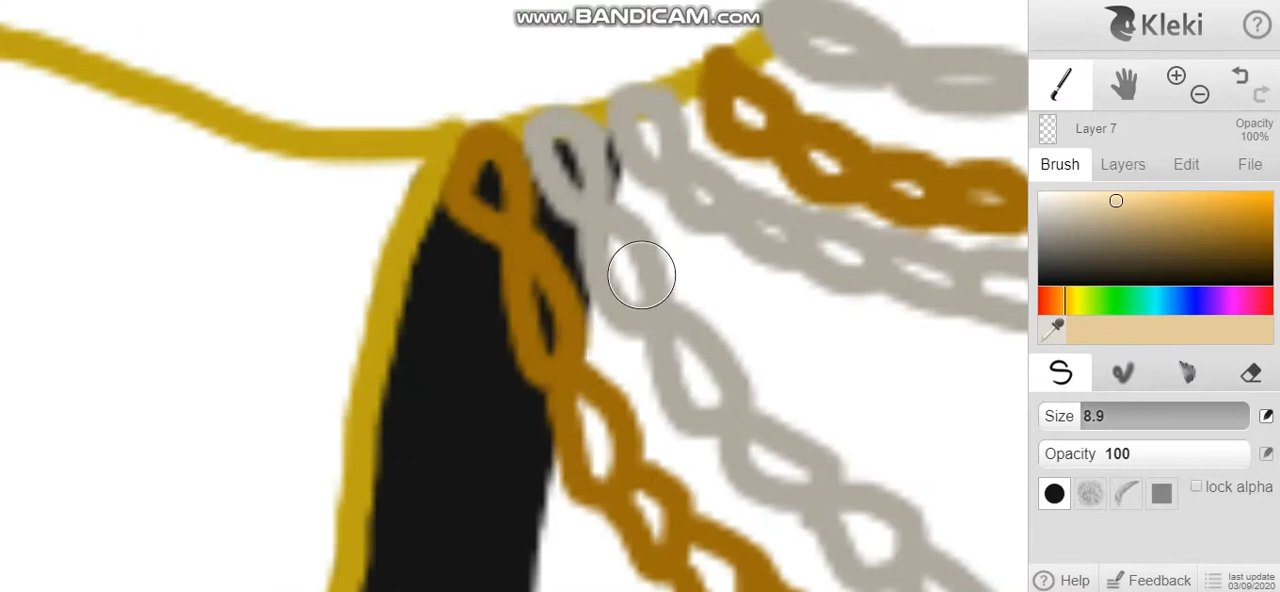 www.BANDICAM.com
Kleki
Layer 7
Opacity
100%
Brush
Layers
Edit
File
Size 8.9
Opacity 100
lock alpha
Help
Feedback
last update
03/09/2020